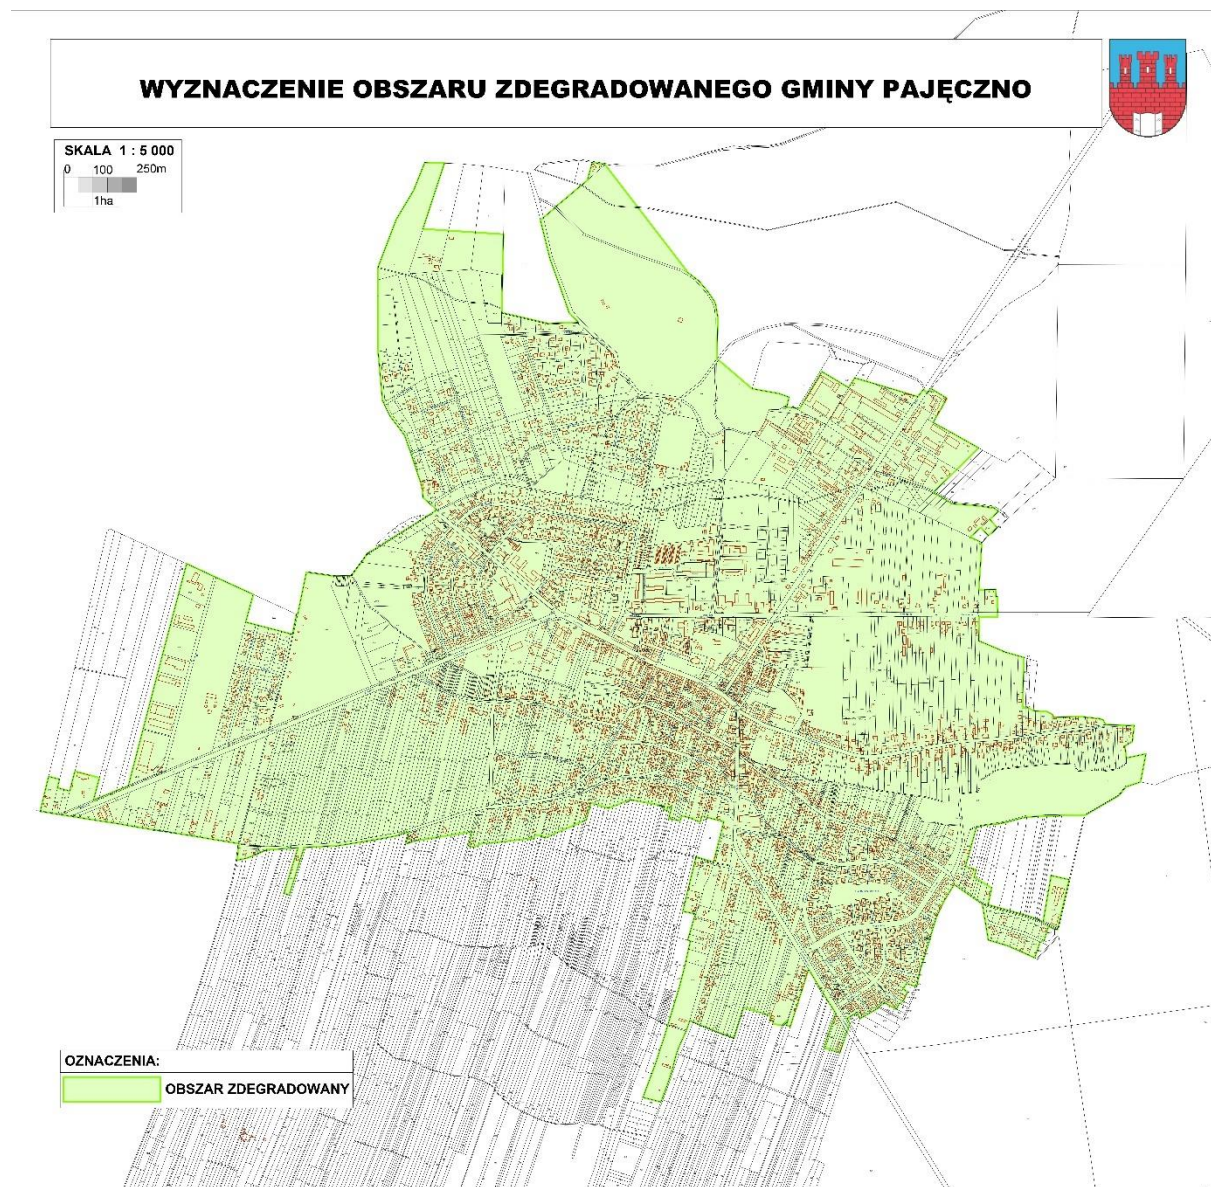 WYZNACZENIE OBSZARU ZDEGRADOWANEGO GMINY PAJĘCZNO
SKALA 1 : 5 000
0 100 250m
1ha
OZNACZENIA:
OBSZAR ZDEGRADOWANY